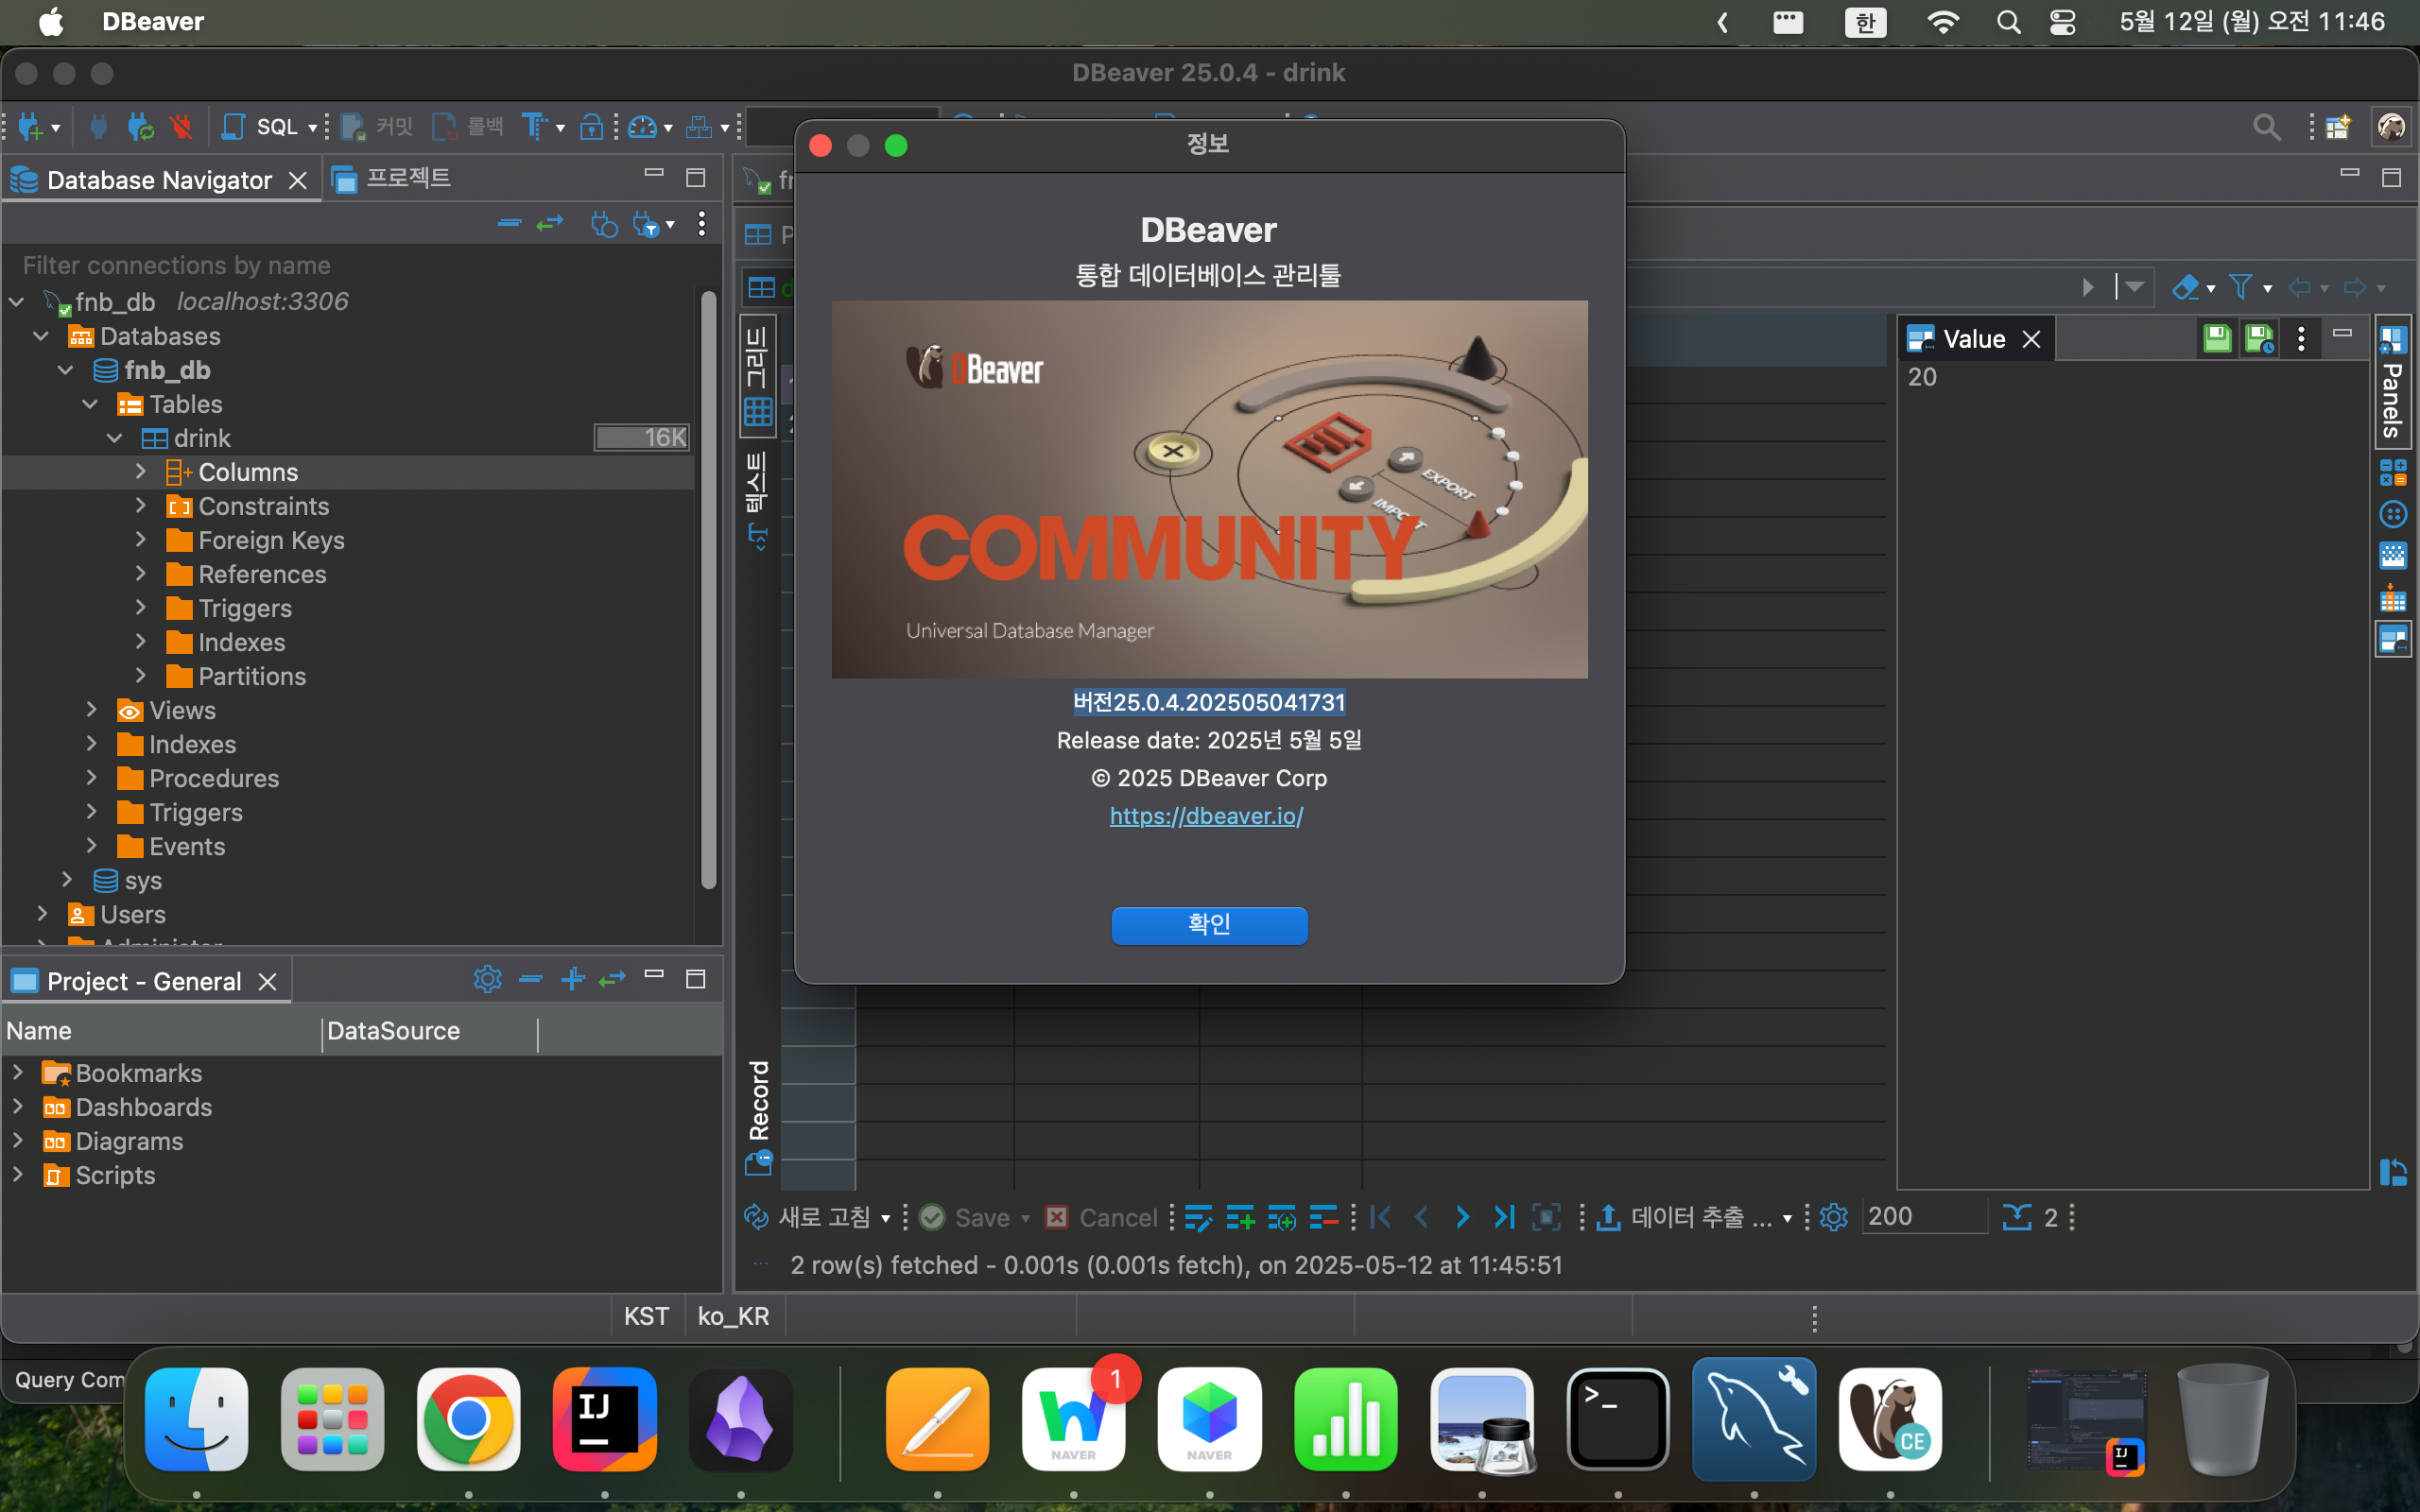 DBeaver
한
5월 12일 (월) 오전 11:46
DBeaver 25.0.4 - drink
SQL
커밋
롤백
Database Navigator
프로젝트
Filter connections by name
fnb_db localhost:3306
Databases
fnb_db
Tables
drink 16K
Columns
Constraints
Foreign Keys
References
Triggers
Indexes
Partitions
Views
Indexes
Procedures
Triggers
Events
sys
Users
Project - General
Name DataSource
Bookmarks
Dashboards
Diagrams
Scripts
그리드
텍스트
Record
정보
DBeaver
통합 데이터베이스 관리툴
DBeaver
EXPORT
IMPORT
COMMUNITY
Universal Database Manager
버전25.0.4.202505041731
Release date: 2025년 5월 5일
© 2025 DBeaver Corp
https://dbeaver.io/
확인
Value
20
Panels
새로 고침
Save
Cancel
데이터 추출 ...
200
2
2 row(s) fetched - 0.001s (0.001s fetch), on 2025-05-12 at 11:45:51
KST
ko_KR
Query Com
IJ
1
NAVER
NAVER
>_
CE
IJ